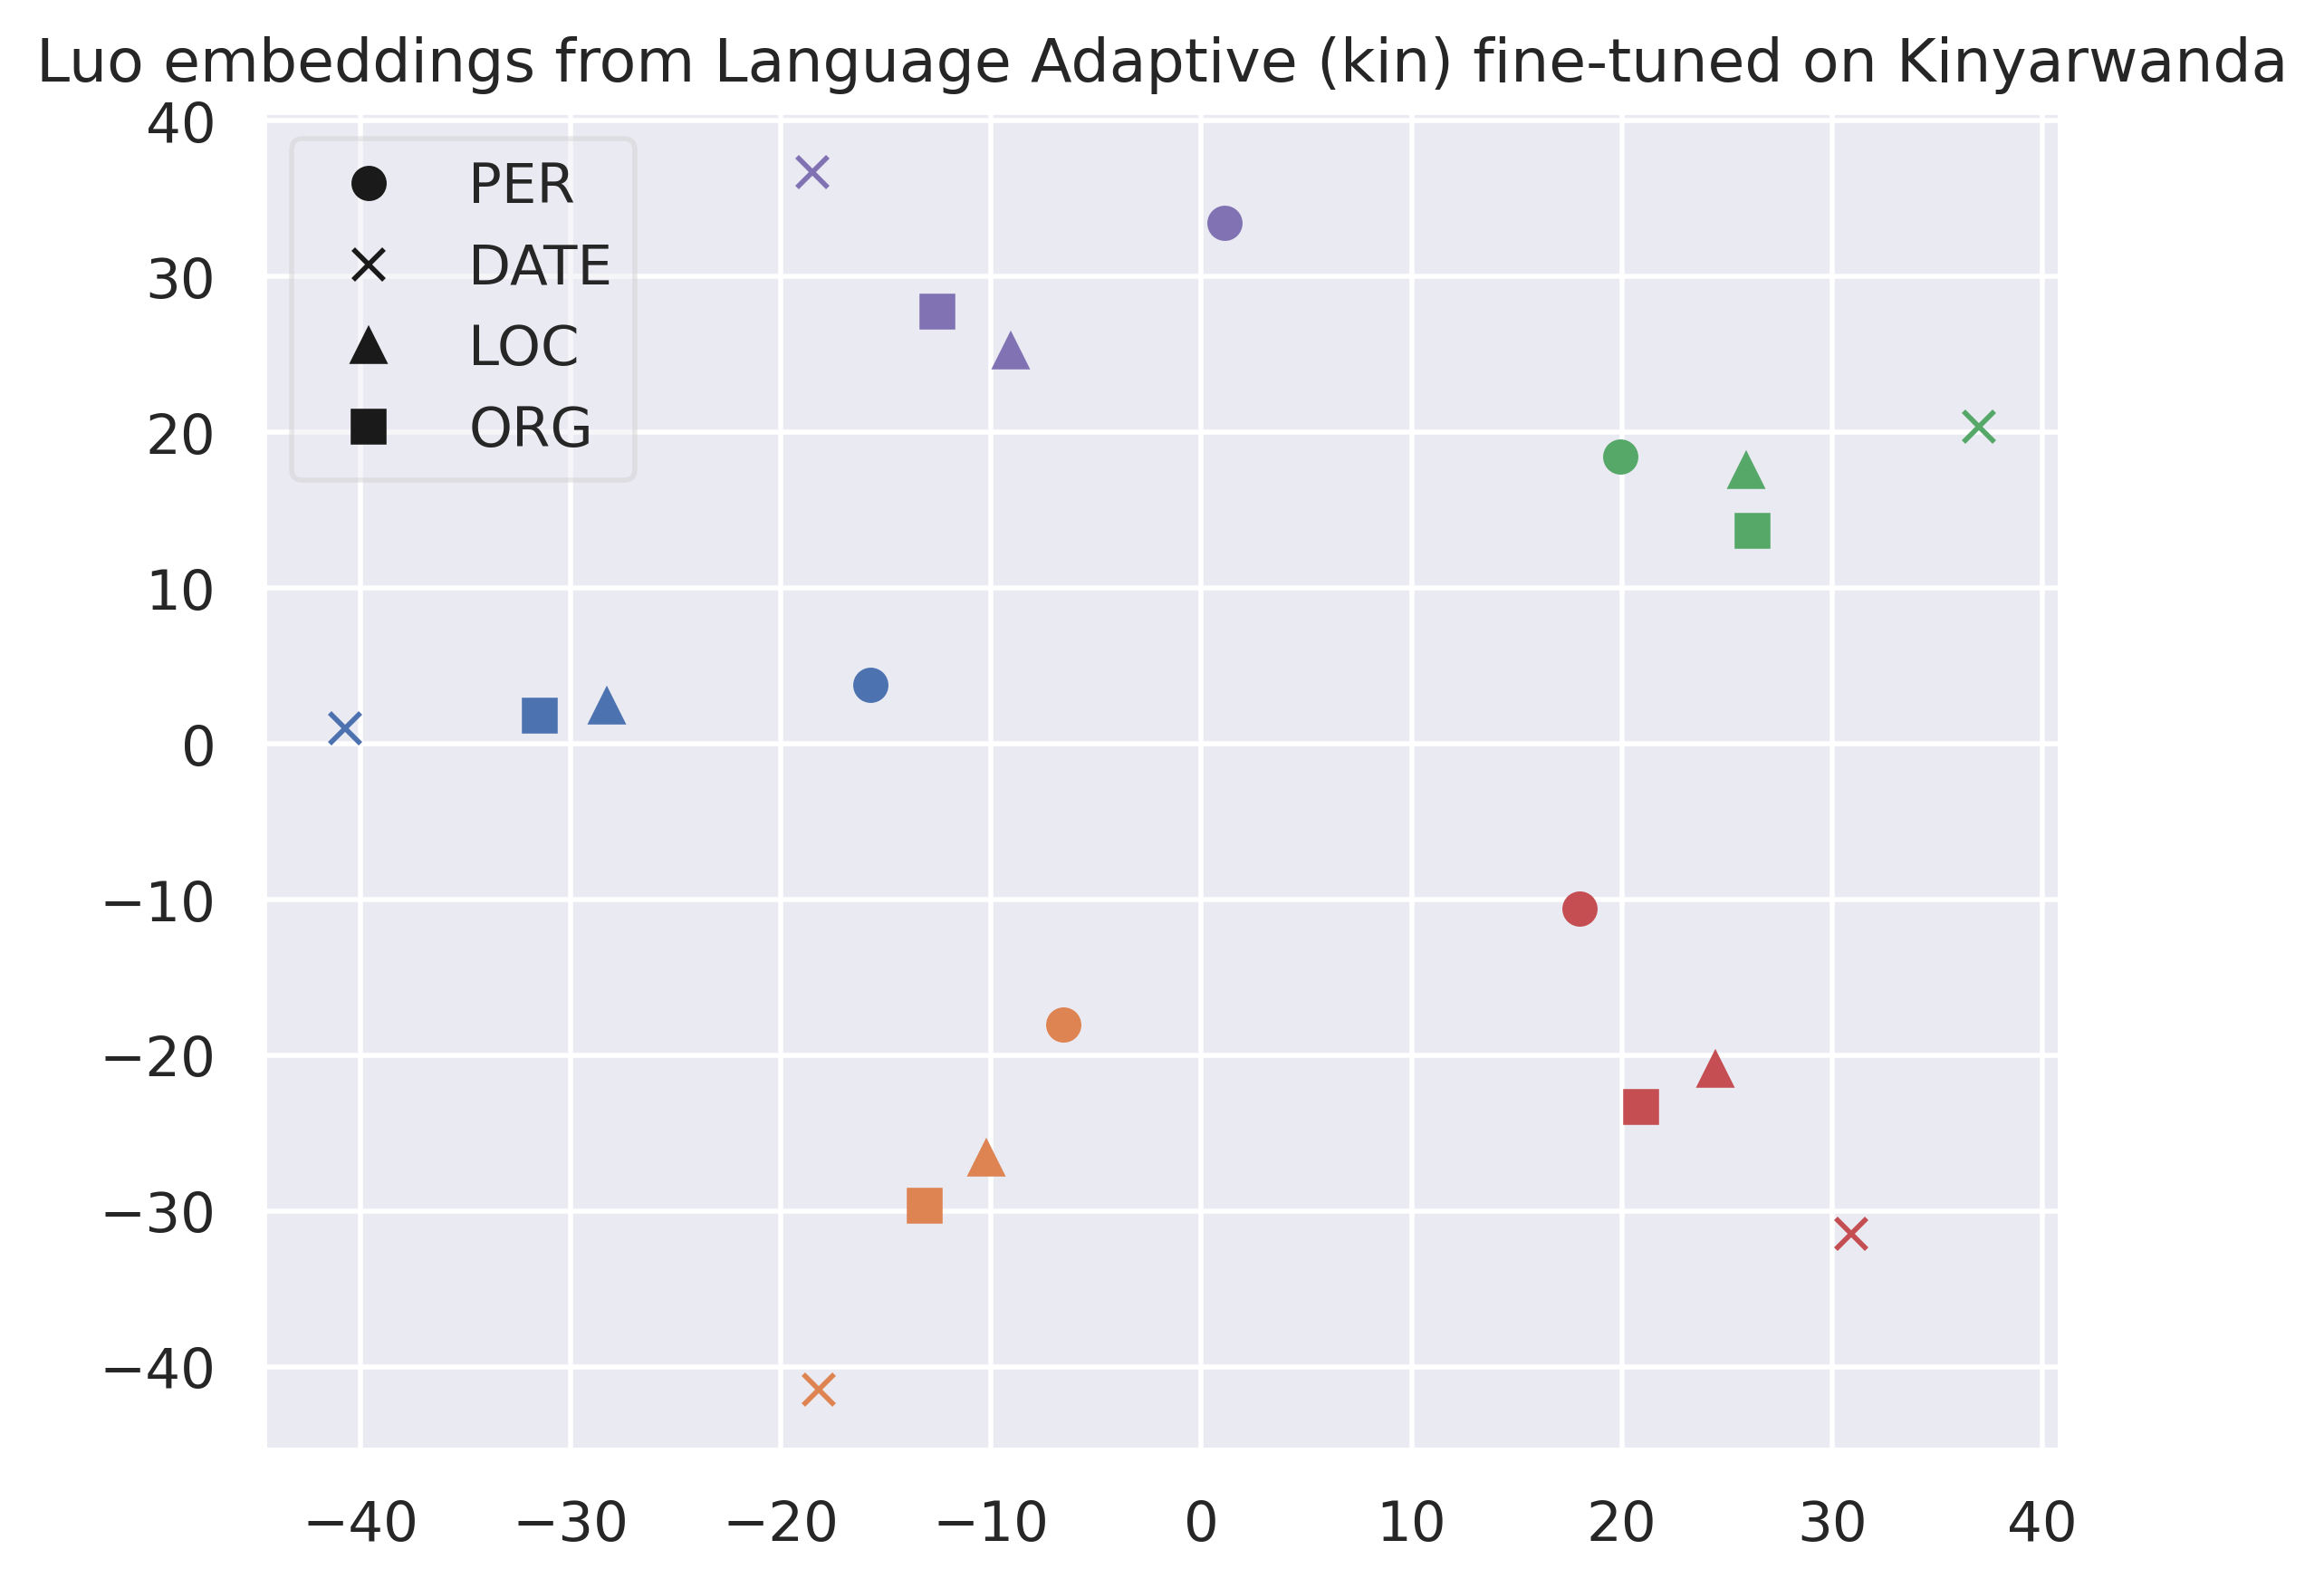 Luo embeddings from Language Adaptive (kin) fine-tuned on Kinyarwanda
PER
DATE
LOC
ORG
40
30
20
10
0
−10
−20
−30
−40
−40 −30 −20 −10 0 10 20 30 40